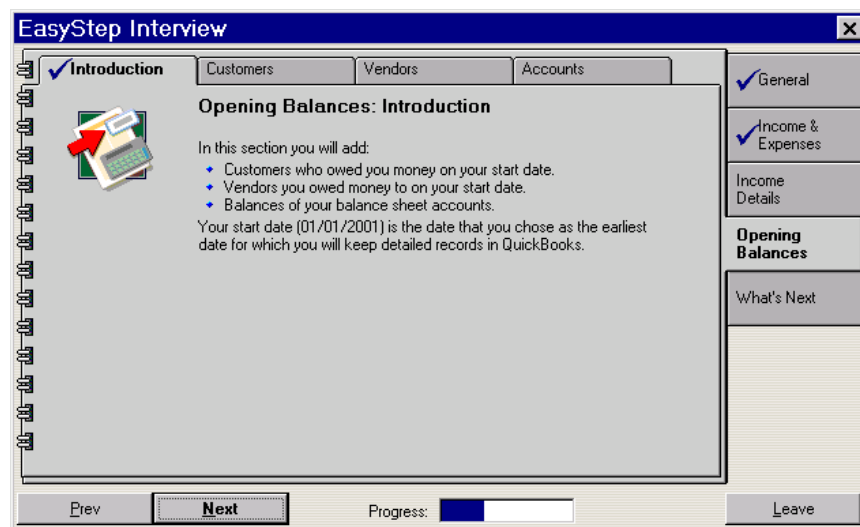 EasyStep Interview
Introduction
Customers
Vendors
Accounts
Opening Balances: Introduction
In this section you will add:
Customers who owed you money on your start date.
Vendors you owed money to on your start date.
Balances of your balance sheet accounts.
Your start date (01/01/2001) is the date that you chose as the earliest
date for which you will keep detailed records in QuickBooks.
General
Income &
Expenses
Income
Details
Opening
Balances
What's Next
Prev
Next
Progress:
Leave